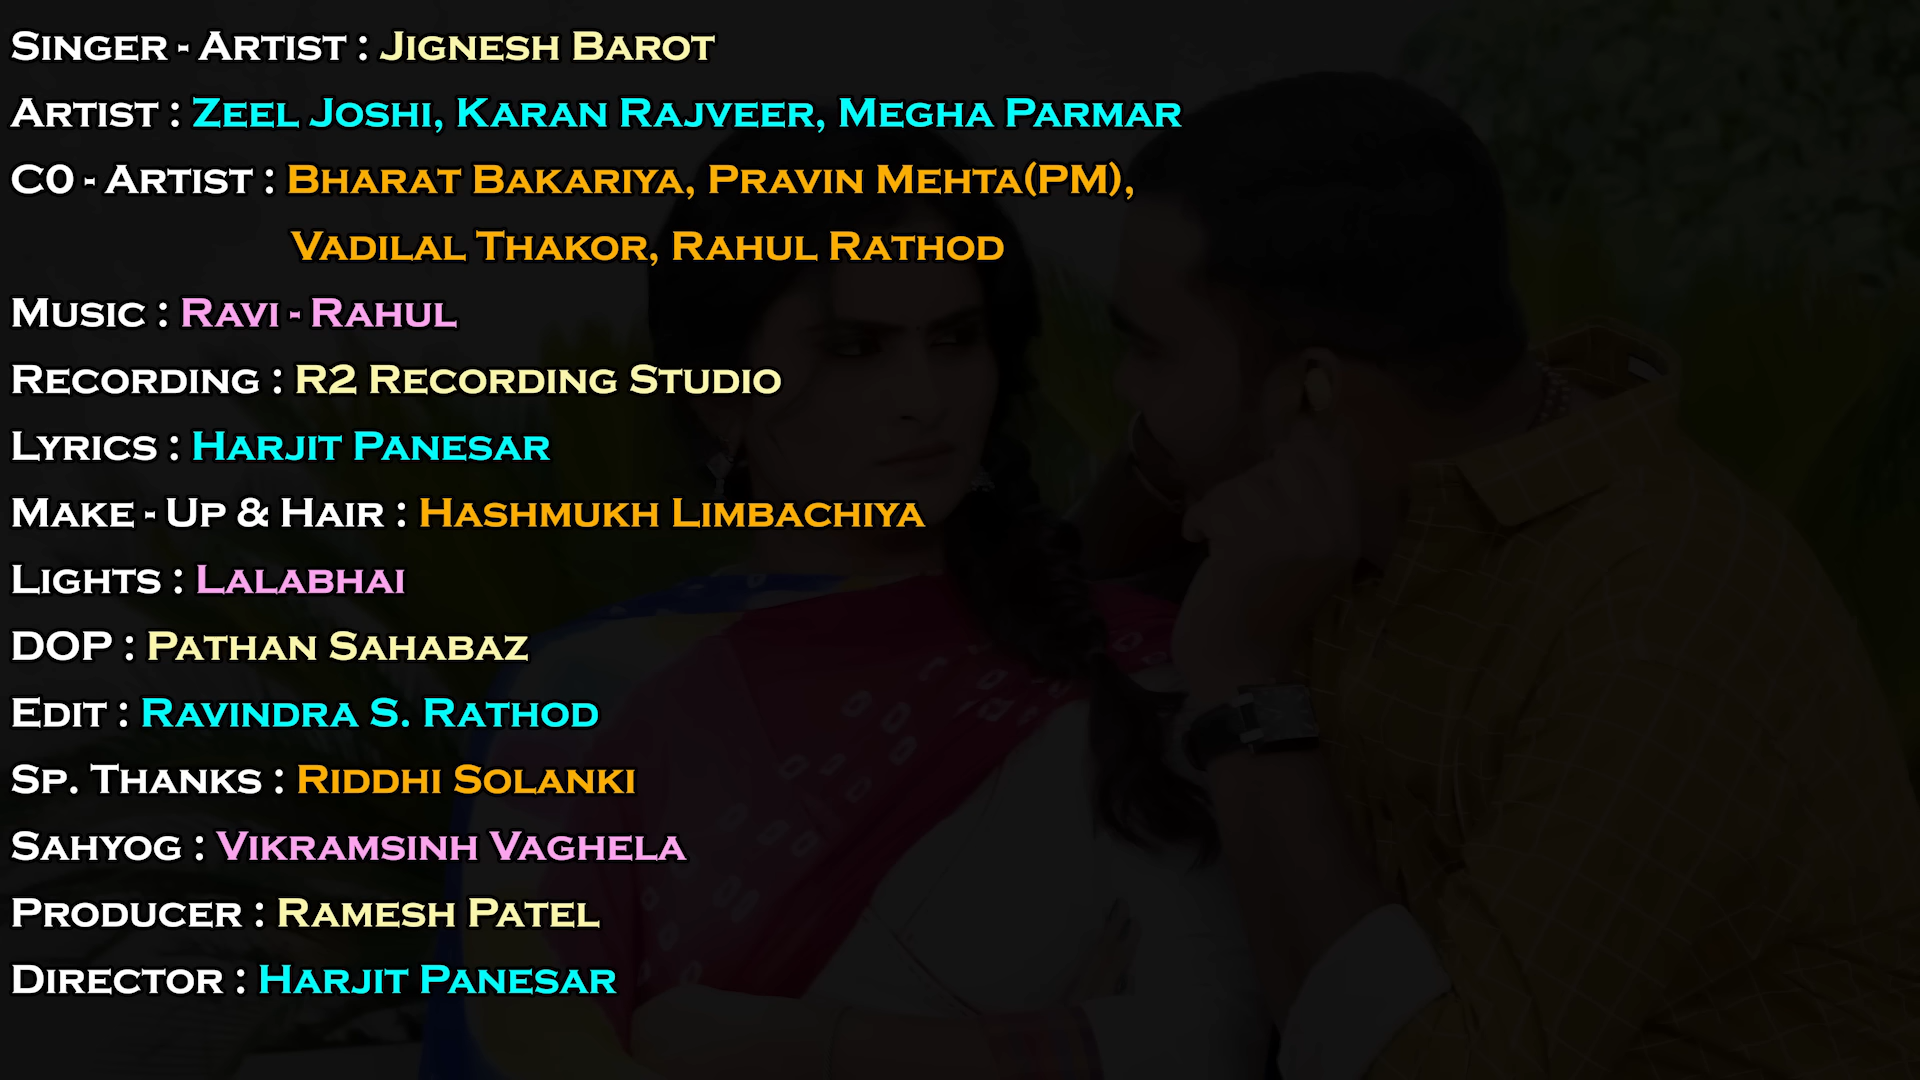 Singer - Artist : Jignesh Barot
Artist : Zeel Joshi, Karan Rajveer, Megha Parmar
C0 - Artist : Bharat Bakariya, Pravin Mehta(PM),
Vadilal Thakor, Rahul Rathod
Music : Ravi - Rahul
Recording : R2 Recording Studio
Lyrics : Harjit Panesar
Make - Up & Hair : Hashmukh Limbachiya
Lights : Lalabhai
DOP : Pathan Sahabaz
Edit : Ravindra S. Rathod
Sp. Thanks : Riddhi Solanki
Sahyog : Vikramsinh Vaghela
Producer : Ramesh Patel
Director : Harjit Panesar